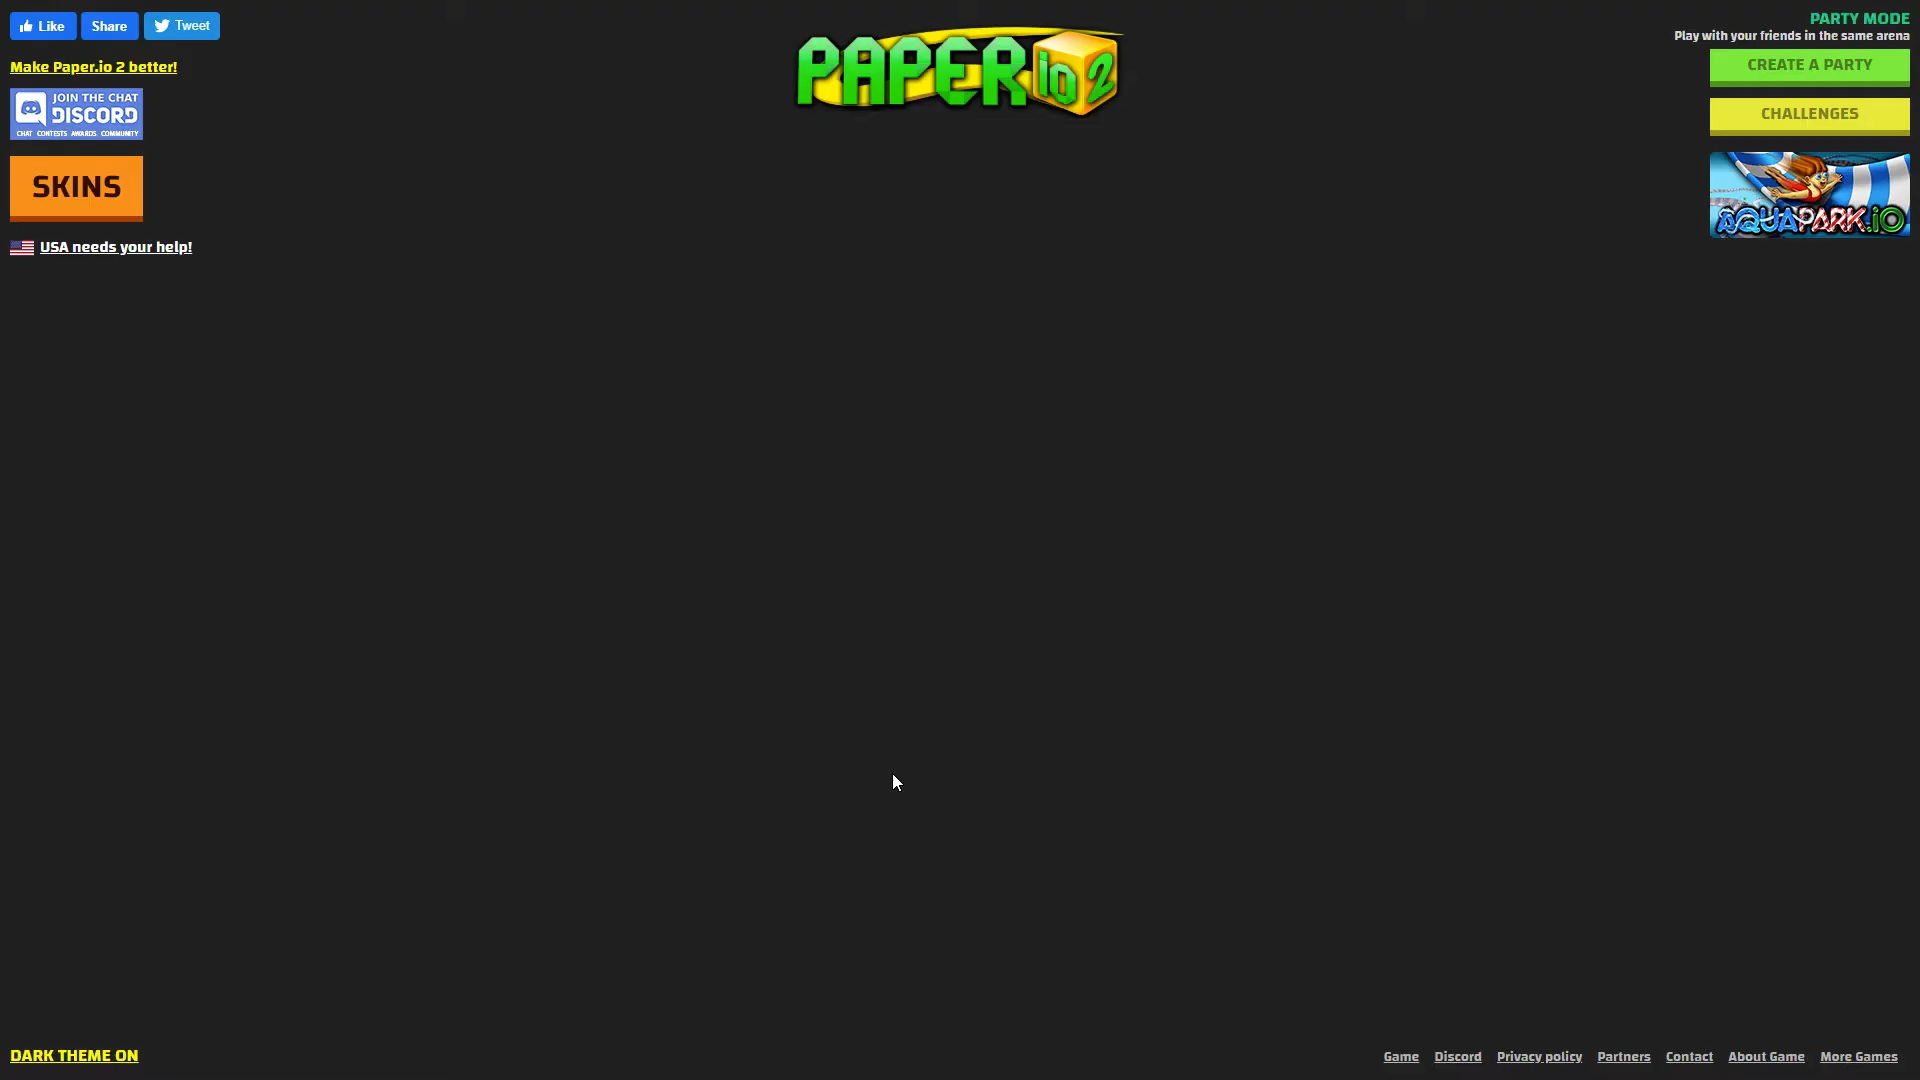 Like
Share
Tweet
Make Paper.io 2 better!
JOIN THE CHAT
DISCORD
CHAT CONTESTS AWARDS COMMUNITY
SKINS
USA needs your help!
PAPER io 2
PARTY MODE
Play with your friends in the same arena
CREATE A PARTY
CHALLENGES
AQUAPARK.iO
DARK THEME ON
Game Discord Privacy policy Partners Contact About Game More Games